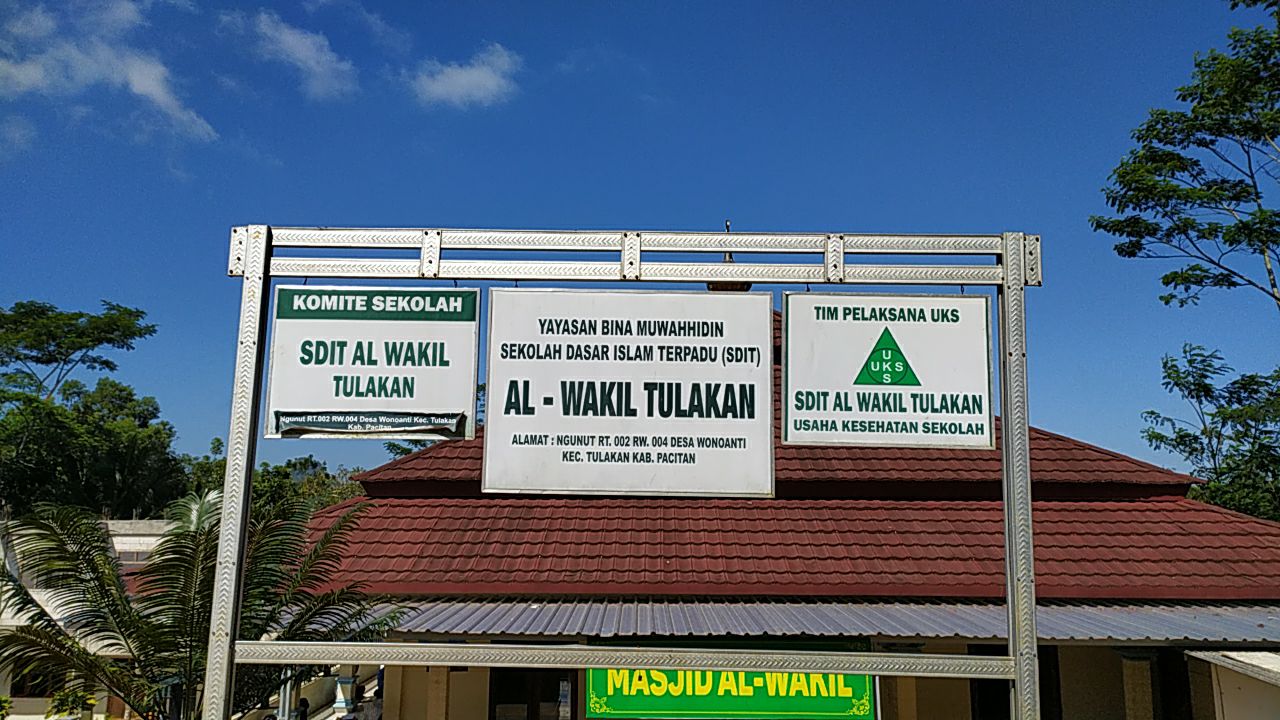 KOMITE SEKOLAH
SDIT AL WAKIL
TULAKAN
Ngunut RT.002 RW.004 Desa Wonoanti Kec. Tulakan
Kab. Pacitan
YAYASAN BINA MUWAHHIDIN
SEKOLAH DASAR ISLAM TERPADU (SDIT)
AL - WAKIL TULAKAN
ALAMAT : NGUNUT RT. 002 RW. 004 DESA WONOANTI
KEC. TULAKAN KAB. PACITAN
TIM PELAKSANA UKS
U
UKS
S
SDIT AL WAKIL TULAKAN
USAHA KESEHATAN SEKOLAH
MASJID AL-WAKIL